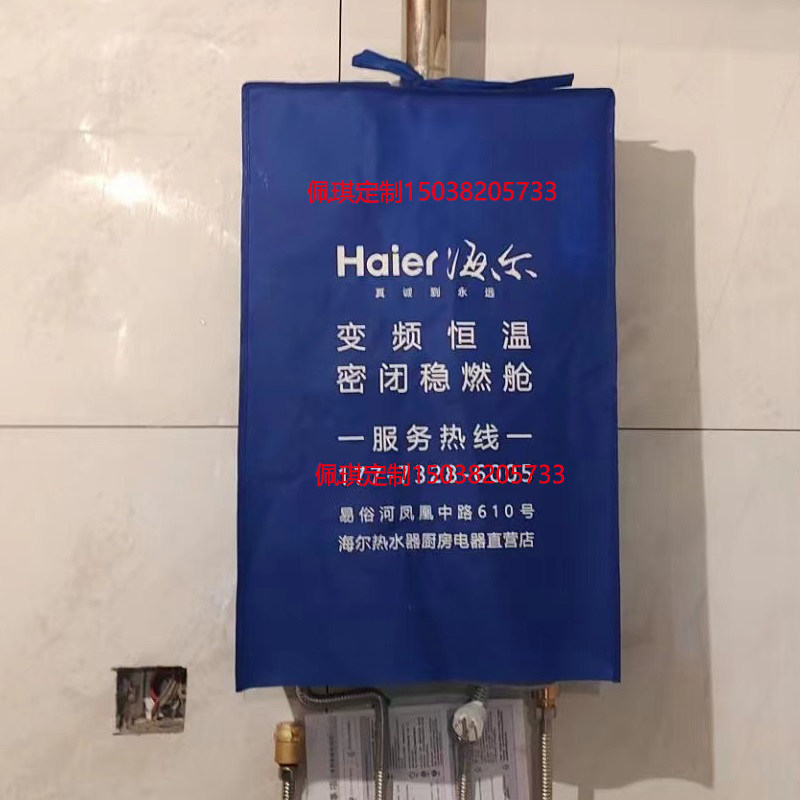 佩琪定制15038205733
Haier 海尔
真诚到永远
变频恒温
密闭稳燃舱
一服务热线一
佩琪定制15038205733
易俗河凤凰中路610号
海尔热水器厨房电器直营店